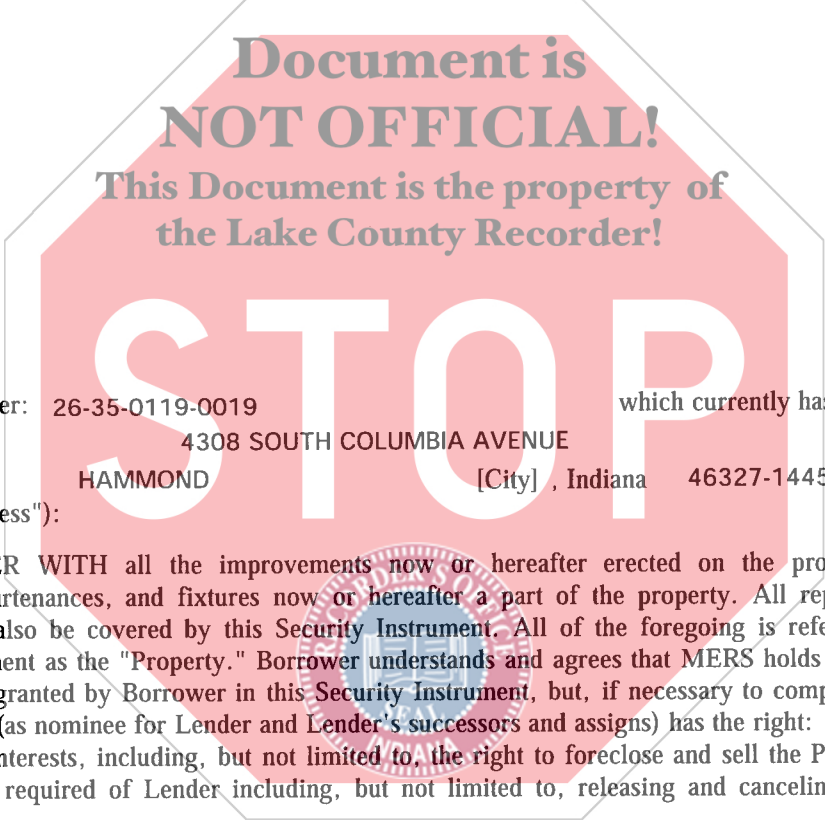 Document is
NOT OFFICIAL!
This Document is the property of
the Lake County Recorder!
STOP
er: 26-35-0119-0019 which currently has
4308 SOUTH COLUMBIA AVENUE
HAMMOND [City] , Indiana 46327-1445
ess"):
ER WITH all the improvements now or hereafter erected on the pro
rtenances, and fixtures now or hereafter a part of the property. All rep
also be covered by this Security Instrument. All of the foregoing is refe
ment as the "Property." Borrower understands and agrees that MERS holds
granted by Borrower in this Security Instrument, but, if necessary to comp
(as nominee for Lender and Lender's successors and assigns) has the right:
nterests, including, but not limited to, the right to foreclose and sell the P
required of Lender including, but not limited to, releasing and cancelin
RECORDER'S OFFICE
SEAL
INDIANA